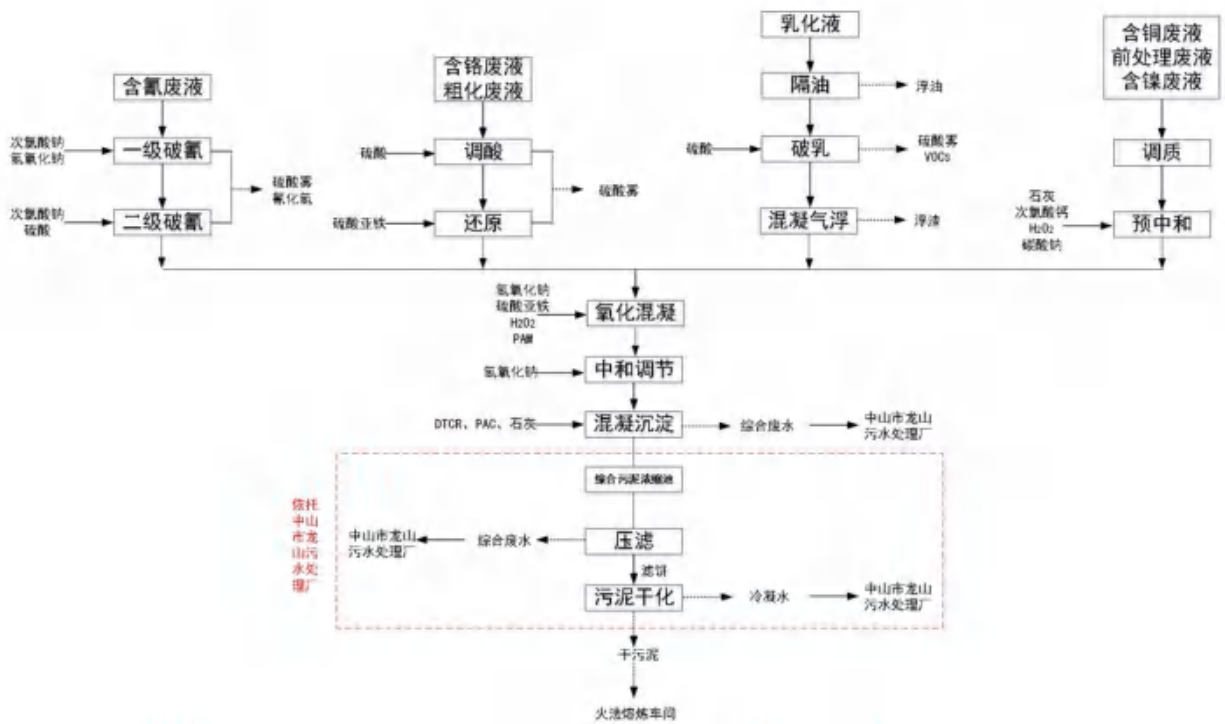 含氰废液
次氯酸钠
氢氧化钠
一级破氰
次氯酸钠
硫酸
二级破氰
硫酸雾
氰化氢
含铬废液
粗化废液
硫酸
调酸
硫酸亚铁
还原
硫酸雾
乳化液
隔油
浮油
硫酸
破乳
硫酸雾
VOCs
混凝气浮
浮渣
含铜废液
前处理废液
含镍废液
调质
石灰
次氯酸钙
H2O2
碳酸钠
预中和
氢氧化钠
硫酸亚铁
H2O2
PAM
氧化混凝
氢氧化钠
中和调节
DTCR、PAC、石灰
混凝沉淀
综合废水
中山市龙山
污水处理厂
依托
中山
市龙
山污
水处
理厂
综合污泥浓缩池
压滤
综合废水
中山市龙山
污水处理厂
滤饼
污泥干化
冷凝水
中山市龙山
污水处理厂
干污泥
火法熔炼车间